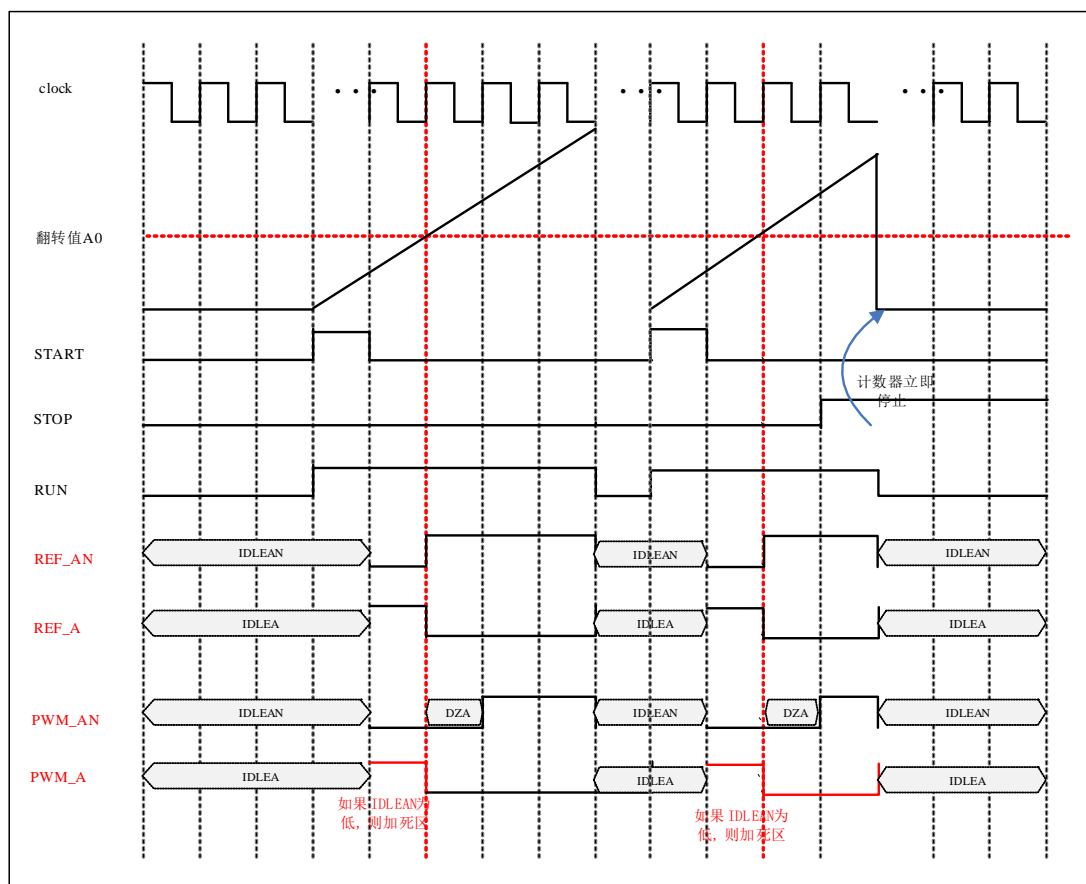 clock
翻转值A0
START
计数器立即
停止
STOP
RUN
REF_AN
IDLEAN
IDLEAN
IDLEAN
REF_A
IDLEA
IDLEA
IDLEA
PWM_AN
IDLEAN
DZA
IDLEAN
DZA
IDLEAN
PWM_A
IDLEA
IDLEA
IDLEA
如果 IDLEAN为
低, 则加死区
如果 IDLEAN为
低, 则加死区